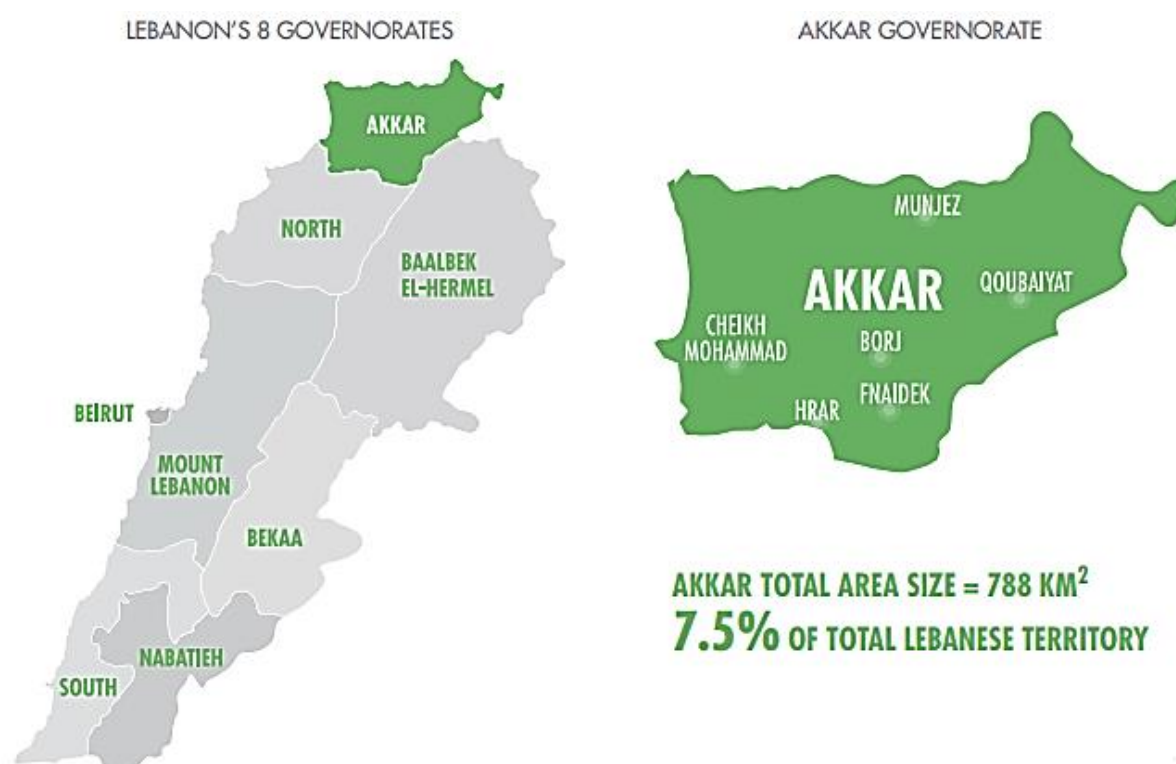 LEBANON'S 8 GOVERNORATES
AKKAR
NORTH
BAALBEK
EL-HERMEL
BEIRUT
MOUNT
LEBANON
BEKAA
NABATIEH
SOUTH
AKKAR GOVERNORATE
MUNJEZ
AKKAR
QOUBAIYAT
CHEIKH
MOHAMMAD
BORJ
FNAIDEK
HRAR
AKKAR TOTAL AREA SIZE = 788 KM²
7.5% OF TOTAL LEBANESE TERRITORY